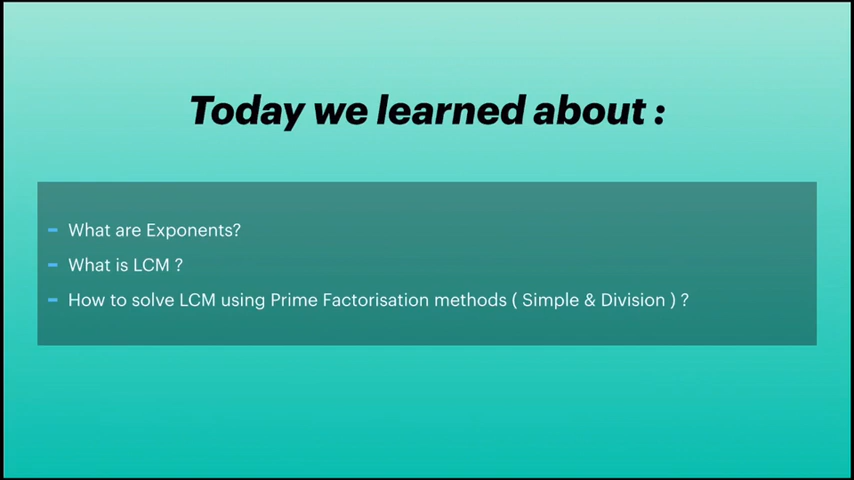 Today we learned about :
- What are Exponents?
- What is LCM ?
- How to solve LCM using Prime Factorisation methods ( Simple & Division ) ?